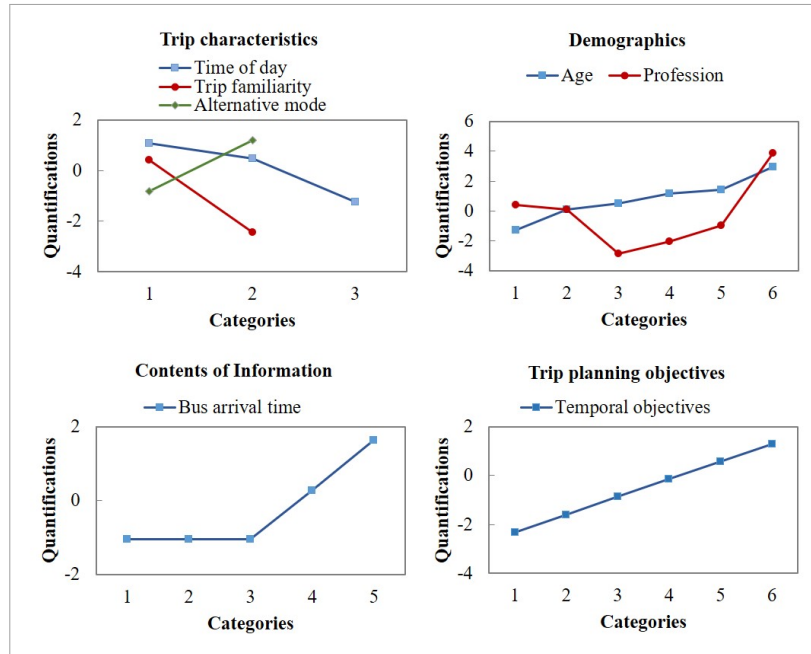 Trip characteristics
Time of day
Trip familiarity
Alternative mode
Quantifications
2
0
-2
-4
1 2 3
Categories
Demographics
Age Profession
Quantifications
6
4
2
0
-2
-4
1 2 3 4 5 6
Categories
Contents of Information
Bus arrival time
Quantifications
2
0
-2
1 2 3 4 5
Categories
Trip planning objectives
Temporal objectives
Quantifications
2
0
-2
-4
1 2 3 4 5 6
Categories